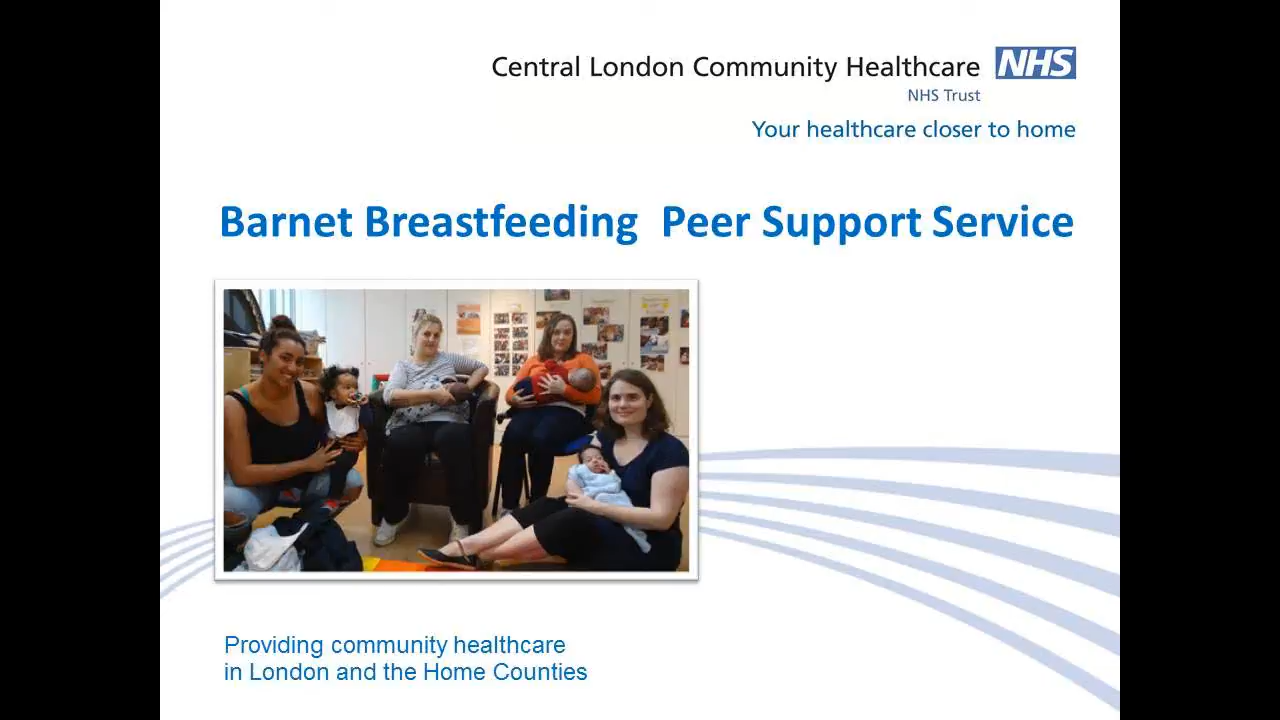 Central London Community Healthcare NHS
NHS Trust
Your healthcare closer to home
Barnet Breastfeeding  Peer Support Service
Providing community healthcare
in London and the Home Counties